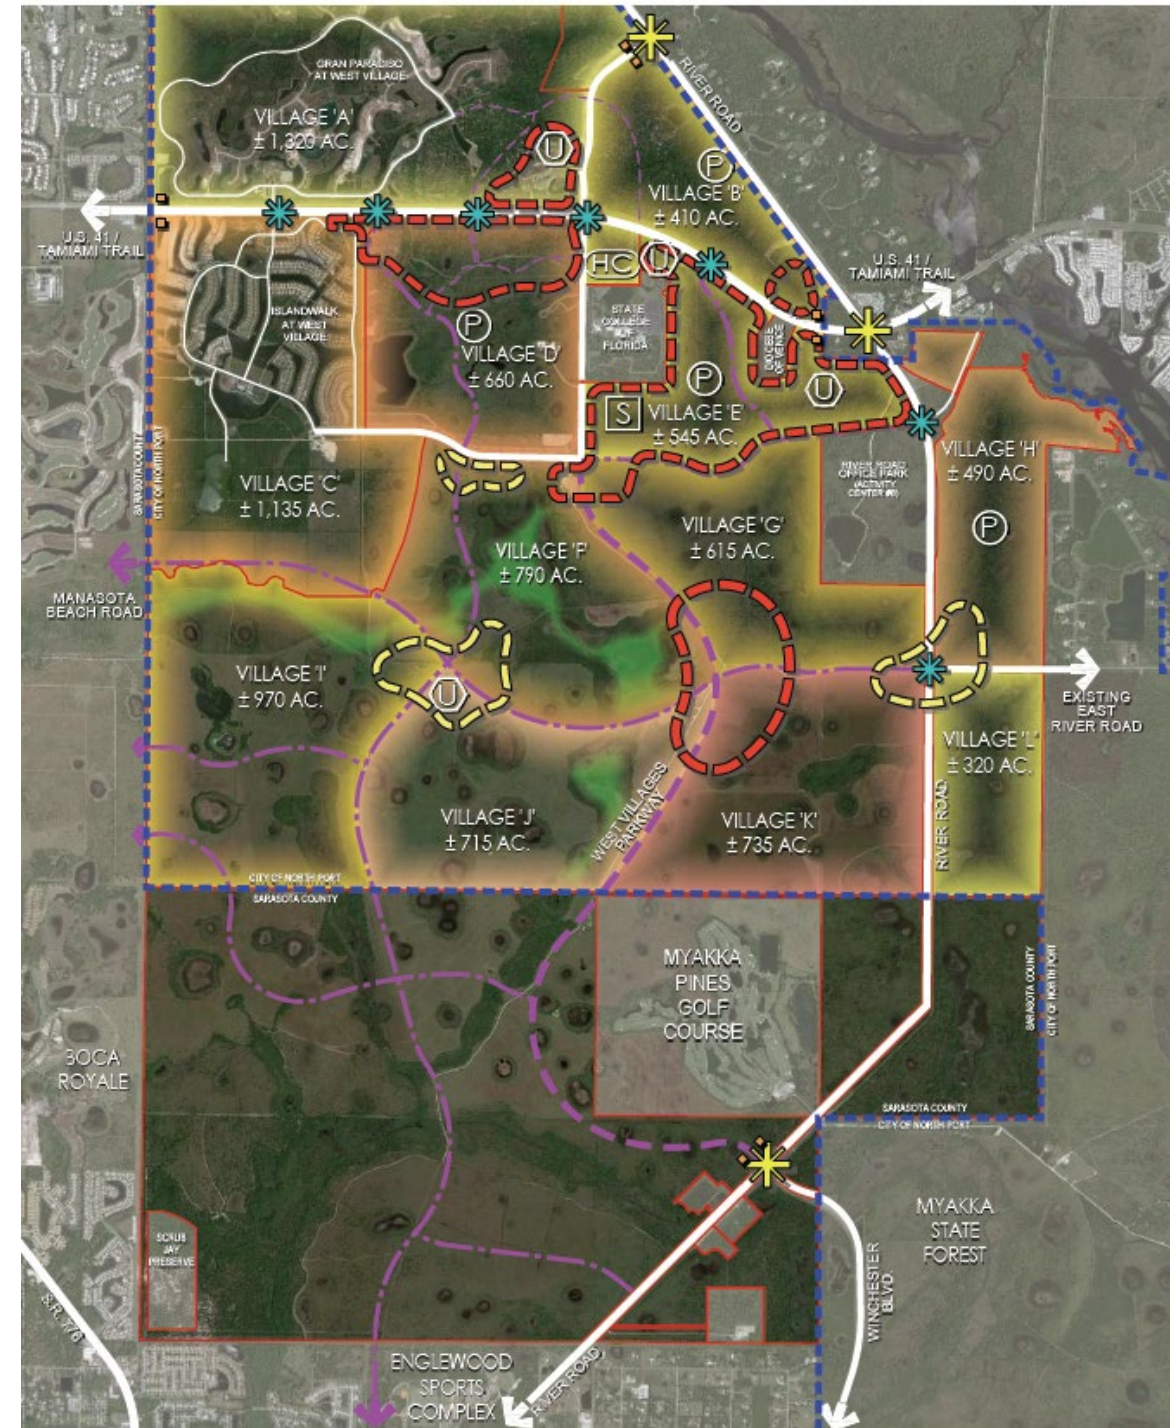 GRAN PARADISO
AT WEST VILLAGE
RIVER ROAD
VILLAGE 'A'
± 1,320 AC.
U
P
VILLAGE 'B'
± 410 AC.
U.S. 41 /
TAMIAMI TRAIL
HC
U
U.S. 41 /
TAMIAMI TRAIL
ISLANDWALK
AT WEST
VILLAGE
STATE
COLLEGE
OF
FLORIDA
DIOCESE
OF VENICE
P
VILLAGE 'D'
± 660 AC.
P
U
S
VILLAGE 'E'
± 545 AC.
SARASOTA COUNTY
CITY OF NORTH PORT
VILLAGE 'C'
± 1,135 AC.
RIVER ROAD
OFFICE PARK
(ACTIVITY
CENTER #8)
VILLAGE 'H'
± 490 AC.
P
VILLAGE 'G'
± 615 AC.
VILLAGE 'F'
± 790 AC.
MANASOTA
BEACH ROAD
VILLAGE 'I'
± 970 AC.
U
EXISTING
EAST
RIVER ROAD
VILLAGE 'L'
± 320 AC.
VILLAGE 'J'
± 715 AC.
WEST VILLAGES
PARKWAY
VILLAGE 'K'
± 735 AC.
RIVER ROAD
CITY OF NORTH PORT
SARASOTA COUNTY
MYAKKA
PINES
GOLF
COURSE
SARASOTA COUNTY
CITY OF NORTH PORT
BOCA
ROYALE
SARASOTA COUNTY
CITY OF NORTH PORT
SCRUB
JAY
PRESERVE
MYAKKA
STATE
FOREST
WINCHESTER
BLVD.
S.R. 776
ENGLEWOOD
SPORTS
COMPLEX
RIVER ROAD